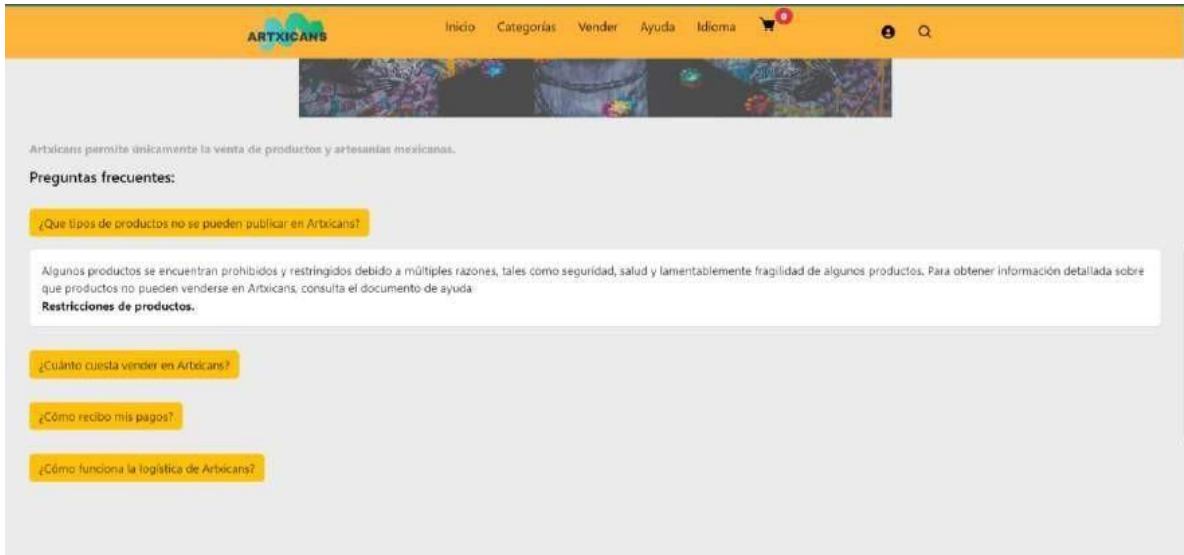 ARTXICANS
Inicio Categorías Vender Ayuda Idioma 0
Artxicans permite únicamente la venta de productos y artesanías mexicanas.
Preguntas frecuentes:
¿Que tipos de productos no se pueden publicar en Artxicans?
Algunos productos se encuentran prohibidos y restringidos debido a múltiples razones, tales como seguridad, salud y lamentablemente fragilidad de algunos productos. Para obtener información detallada sobre
que productos no pueden venderse en Artxicans, consulta el documento de ayuda
Restricciones de productos.
¿Cuánto cuesta vender en Artxicans?
¿Cómo recibo mis pagos?
¿Cómo funciona la logística de Artxicans?